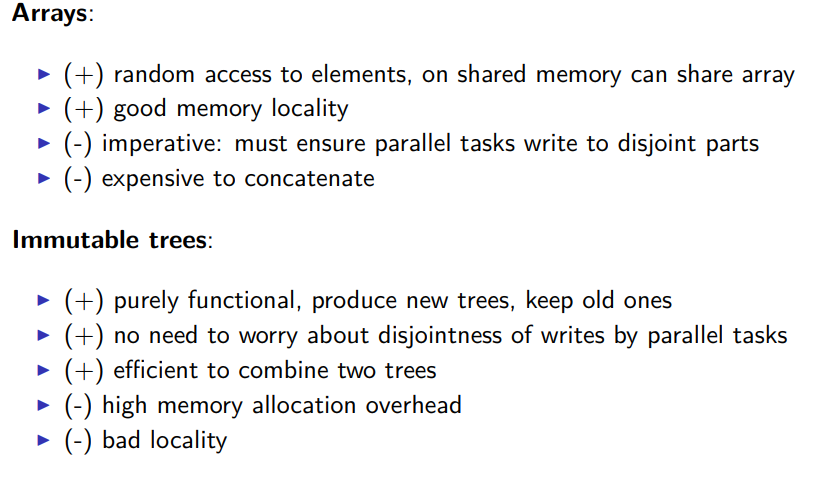 Arrays:
▶ (+) random access to elements, on shared memory can share array
▶ (+) good memory locality
▶ (-) imperative: must ensure parallel tasks write to disjoint parts
▶ (-) expensive to concatenate
Immutable trees:
▶ (+) purely functional, produce new trees, keep old ones
▶ (+) no need to worry about disjointness of writes by parallel tasks
▶ (+) efficient to combine two trees
▶ (-) high memory allocation overhead
▶ (-) bad locality